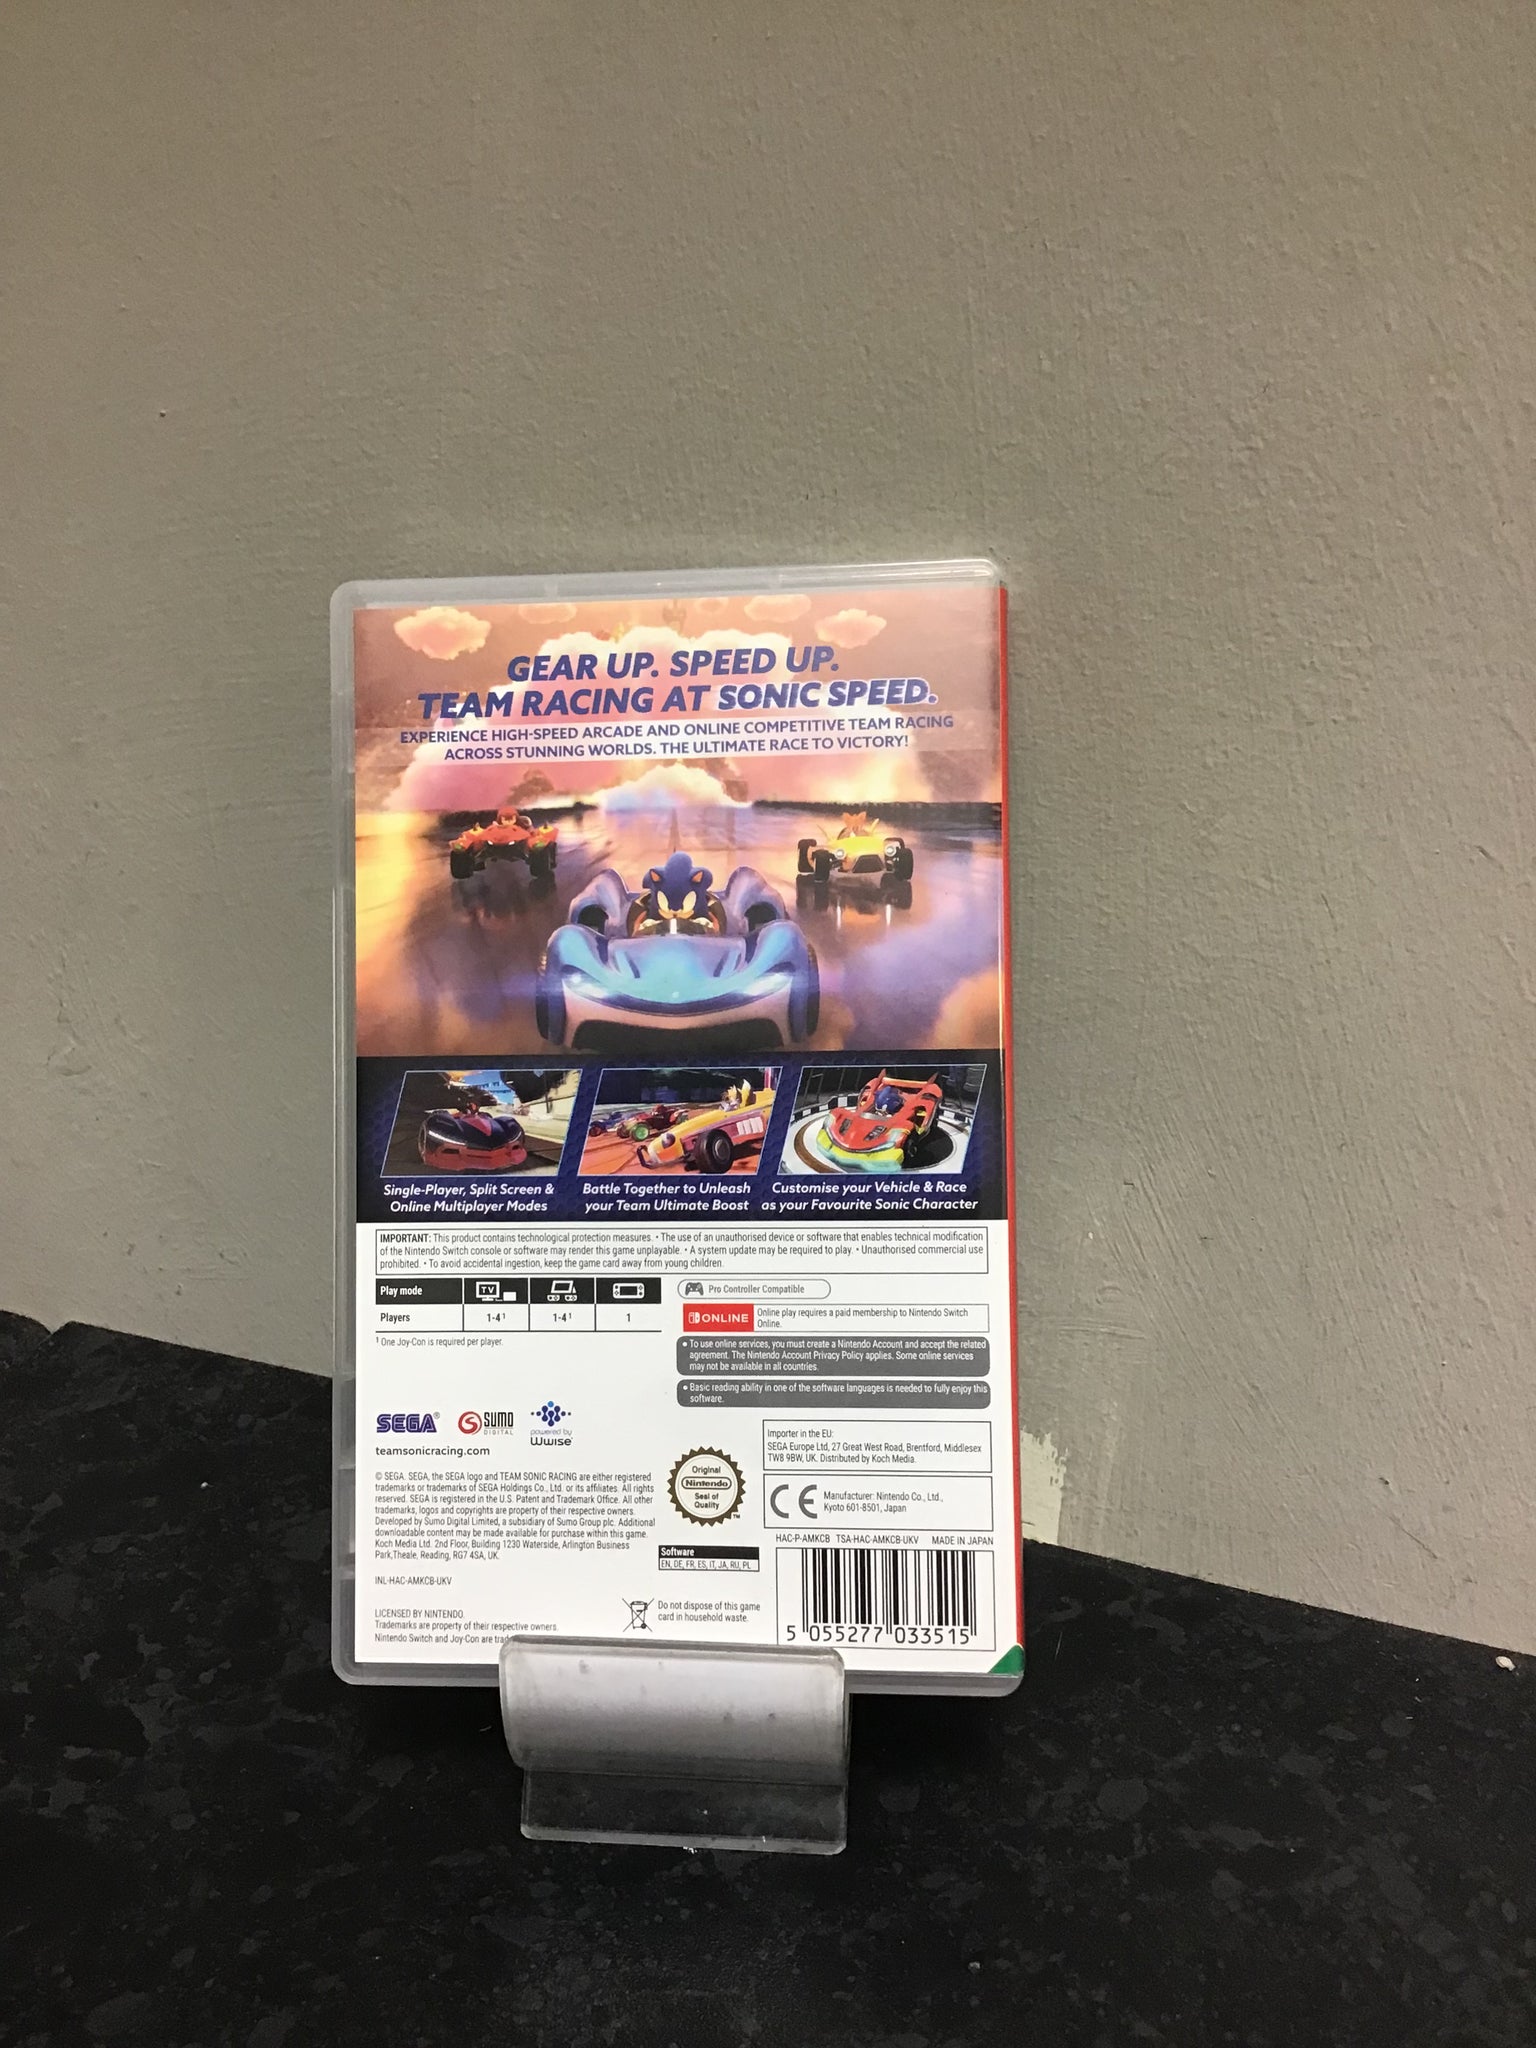 GEAR UP. SPEED UP.
TEAM RACING AT SONIC SPEED.
EXPERIENCE HIGH-SPEED ARCADE AND ONLINE COMPETITIVE TEAM RACING
ACROSS STUNNING WORLDS. THE ULTIMATE RACE TO VICTORY!
Single-Player, Split Screen &
Online Multiplayer Modes
Battle Together to Unleash
your Team Ultimate Boost
Customise your Vehicle & Race
as your Favourite Sonic Character
IMPORTANT: This product contains technological protection measures. • The use of an unauthorised device or software that enables technical modification
of the Nintendo Switch console or software may render this game unplayable. • A system update may be required to play. • Unauthorised commercial use
prohibited. • To avoid accidental ingestion, keep the game card away from young children.
Play mode TV
Players 1-4¹ 1-4¹ 1
¹ One Joy-Con is required per player.
Pro Controller Compatible
ONLINE
Online play requires a paid membership to Nintendo Switch
Online.
• To use online services, you must create a Nintendo Account and accept the related
agreement. The Nintendo Account Privacy Policy applies. Some online services
may not be available in all countries.
• Basic reading ability in one of the software languages is needed to fully enjoy this
software.
SEGA®
SUMO
DIGITAL
powered by
Wwise
teamsonicracing.com
© SEGA. SEGA, the SEGA logo and TEAM SONIC RACING are either registered
trademarks or trademarks of SEGA Holdings Co., Ltd. or its affiliates. All rights
reserved. SEGA is registered in the U.S. Patent and Trademark Office. All other
trademarks, logos and copyrights are property of their respective owners.
Developed by Sumo Digital Limited, a subsidiary of Sumo Group plc. Additional
downloadable content may be made available for purchase within this game.
Koch Media Ltd. 2nd Floor, Building 1230 Waterside, Arlington Business
Park,Theale, Reading, RG7 4SA, UK.
INL-HAC-AMKCB-UKV
LICENSED BY NINTENDO.
Trademarks are property of their respective owners.
Nintendo Switch and Joy-Con are
Original
Nintendo
Seal of
Quality
TM
Software
EN, DE, FR, ES, IT, JA, RU, PL
Do not dispose of this game
card in household waste.
Importer in the EU:
SEGA Europe Ltd, 27 Great West Road, Brentford, Middlesex
TW8 9BW, UK. Distributed by Koch Media.
CE
Manufacturer: Nintendo Co., Ltd.,
Kyoto 601-8501, Japan
HAC-P-AMKCB TSA-HAC-AMKCB-UKV MADE IN JAPAN
5 055277 033515